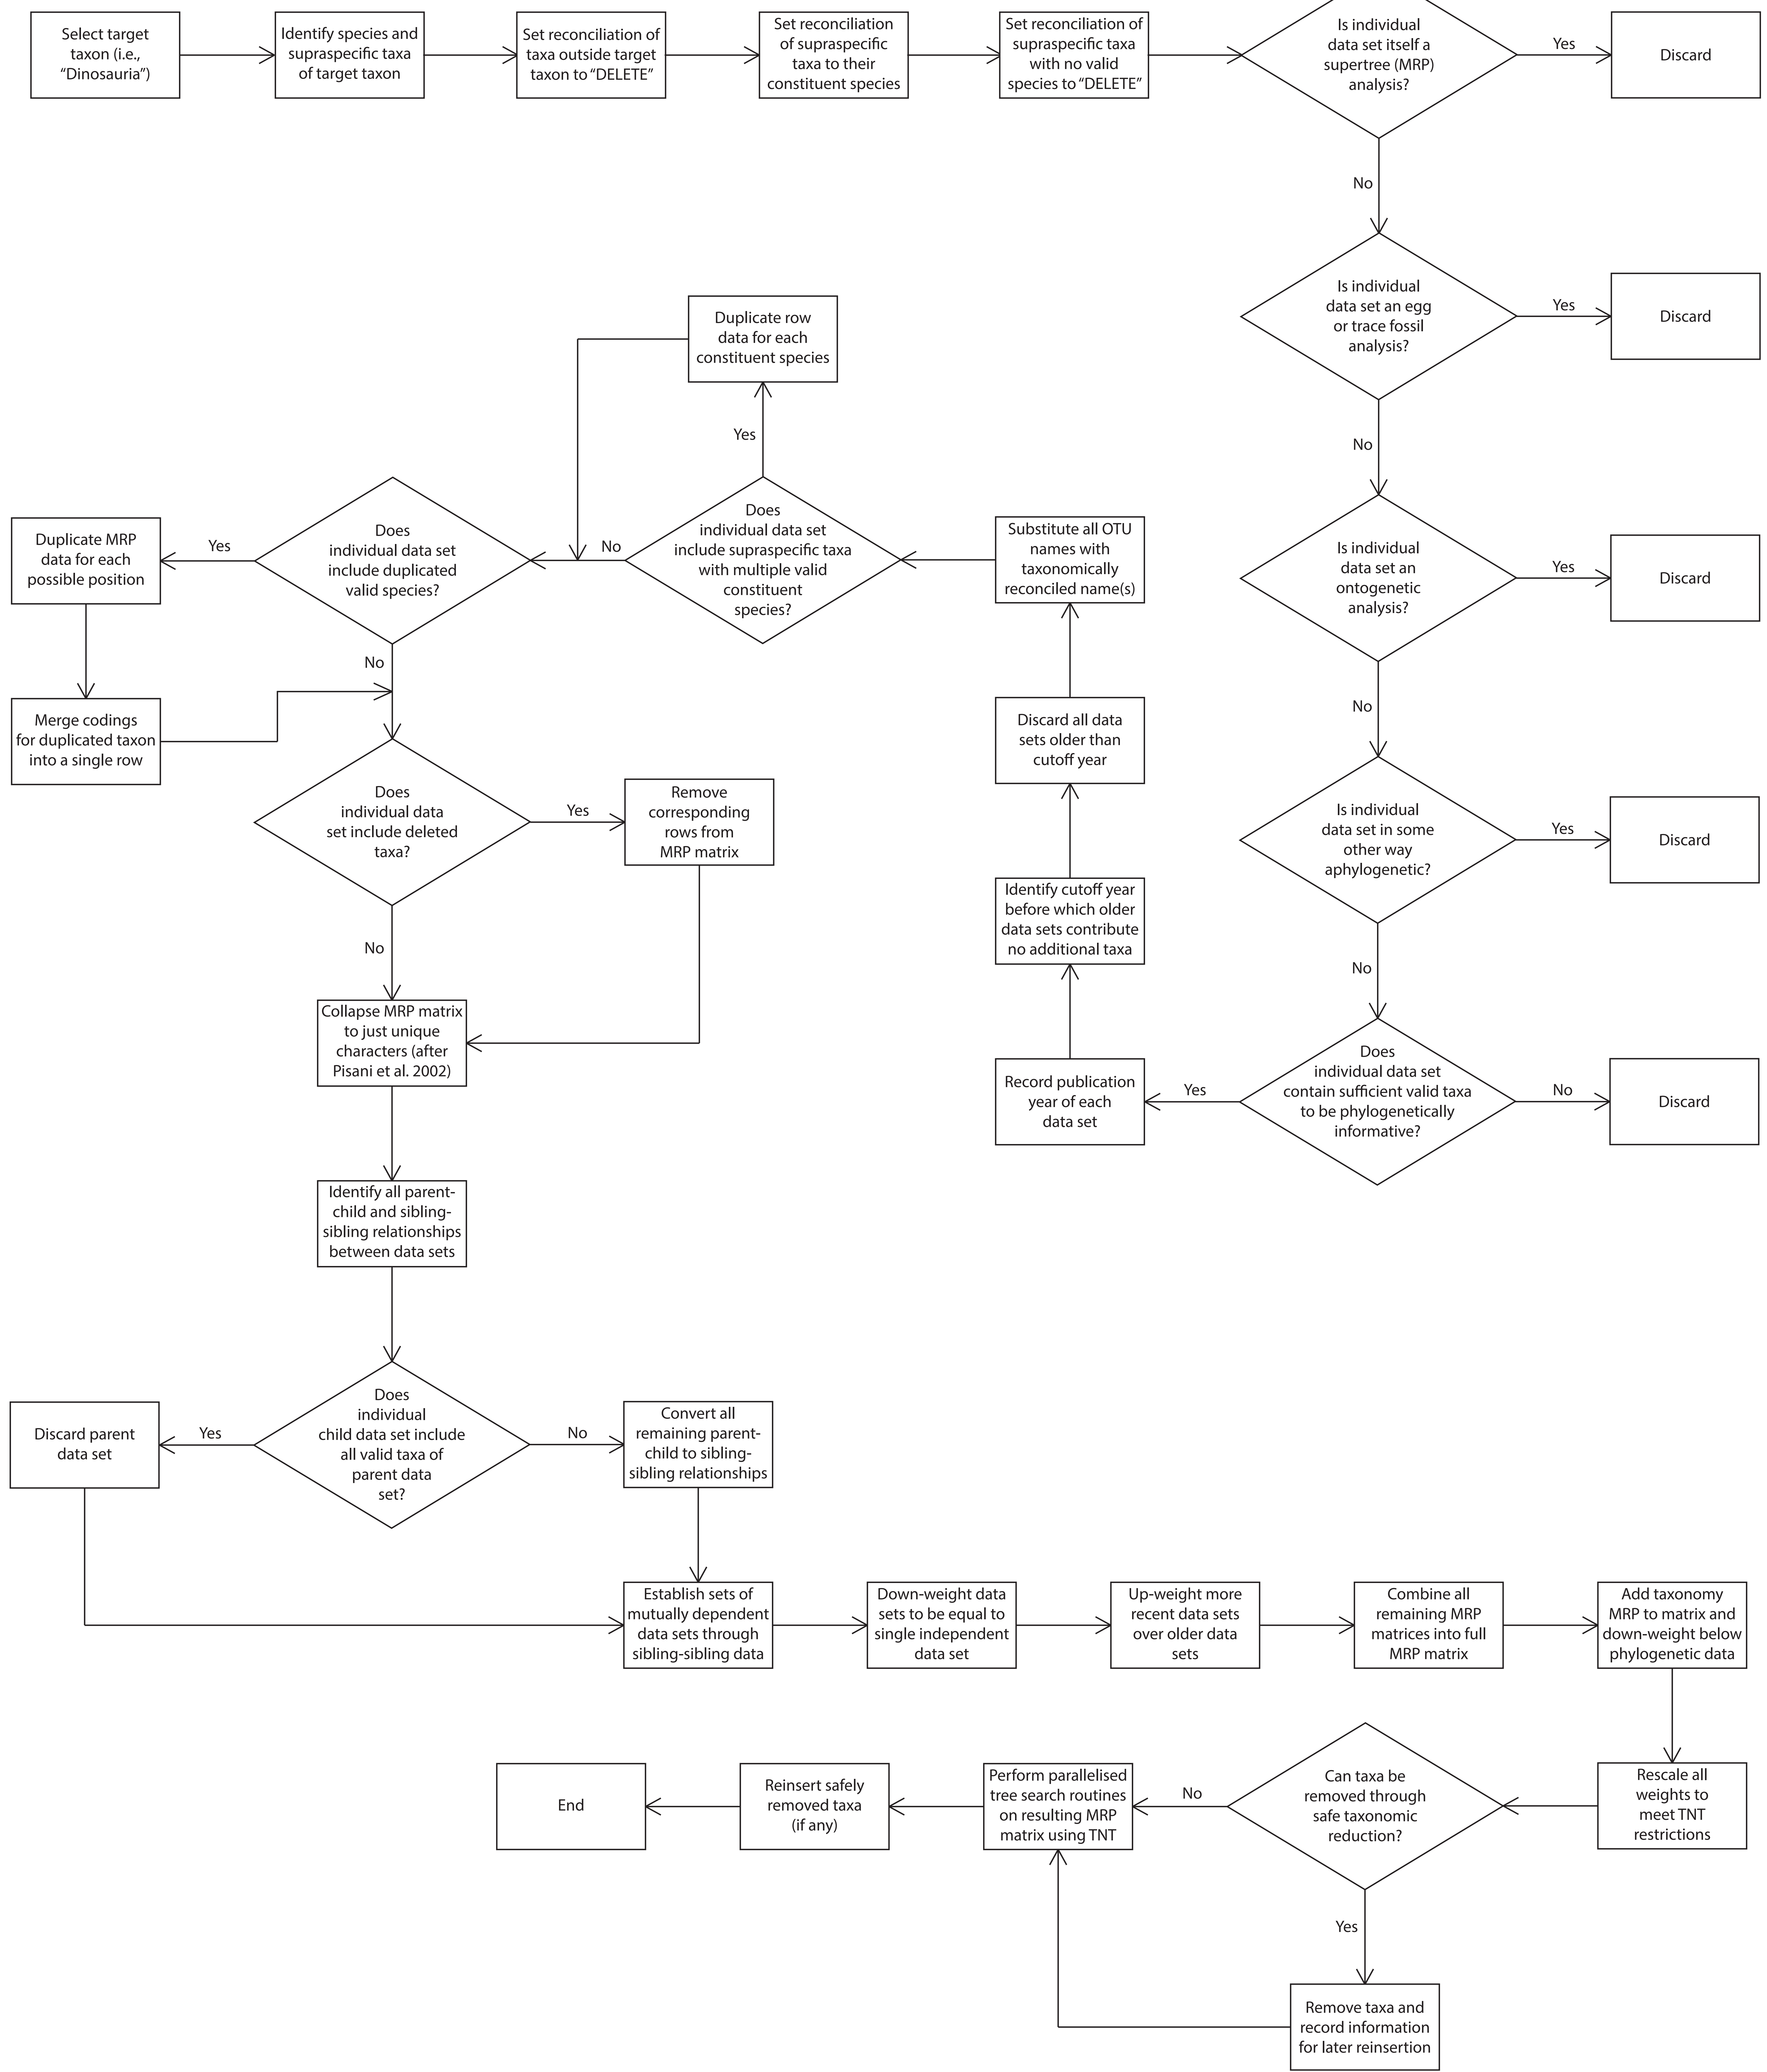 Select target
taxon (i.e.,
“Dinosauria”)
Identify species and
supraspecific taxa
of target taxon
Set reconciliation of
taxa outside target
taxon to “DELETE”
Set reconciliation
of supraspecific
taxa to their
constituent species
Set reconciliation of
supraspecific taxa
with no valid
species to “DELETE”
Is individual
data set itself a
supertree (MRP)
analysis?
Yes
Discard
No
Is individual
data set an egg
or trace fossil
analysis?
Yes
Discard
No
Is individual
data set an
ontogenetic
analysis?
Yes
Discard
No
Is individual
data set in some
other way
aphylogenetic?
Yes
Discard
No
Does
individual data set
contain sufficient valid taxa
to be phylogenetically
informative?
No
Discard
Yes
Record publication
year of each
data set
Identify cutoff year
before which older
data sets contribute
no additional taxa
Discard all data
sets older than
cutoff year
Substitute all OTU
names with
taxonomically
reconciled name(s)
Does
individual data set
include supraspecific taxa
with multiple valid
constituent
species?
Yes
Duplicate row
data for each
constituent species
No
Does
individual data set
include duplicated
valid species?
Yes
Duplicate MRP
data for each
possible position
Merge codings
for duplicated taxon
into a single row
No
Does
individual data
set include deleted
taxa?
Yes
Remove
corresponding
rows from
MRP matrix
No
Collapse MRP matrix
to just unique
characters (after
Pisani et al. 2002)
Identify all parent-
child and sibling-
sibling relationships
between data sets
Does
individual
child data set include
all valid taxa of
parent data
set?
Yes
Discard parent
data set
No
Convert all
remaining parent-
child to sibling-
sibling relationships
Establish sets of
mutually dependent
data sets through
sibling-sibling data
Down-weight data
sets to be equal to
single independent
data set
Up-weight more
recent data sets
over older data
sets
Combine all
remaining MRP
matrices into full
MRP matrix
Add taxonomy
MRP to matrix and
down-weight below
phylogenetic data
Rescale all
weights to
meet TNT
restrictions
Can taxa be
removed through
safe taxonomic
reduction?
Yes
Remove taxa and
record information
for later reinsertion
No
Perform parallelised
tree search routines
on resulting MRP
matrix using TNT
Reinsert safely
removed taxa
(if any)
End